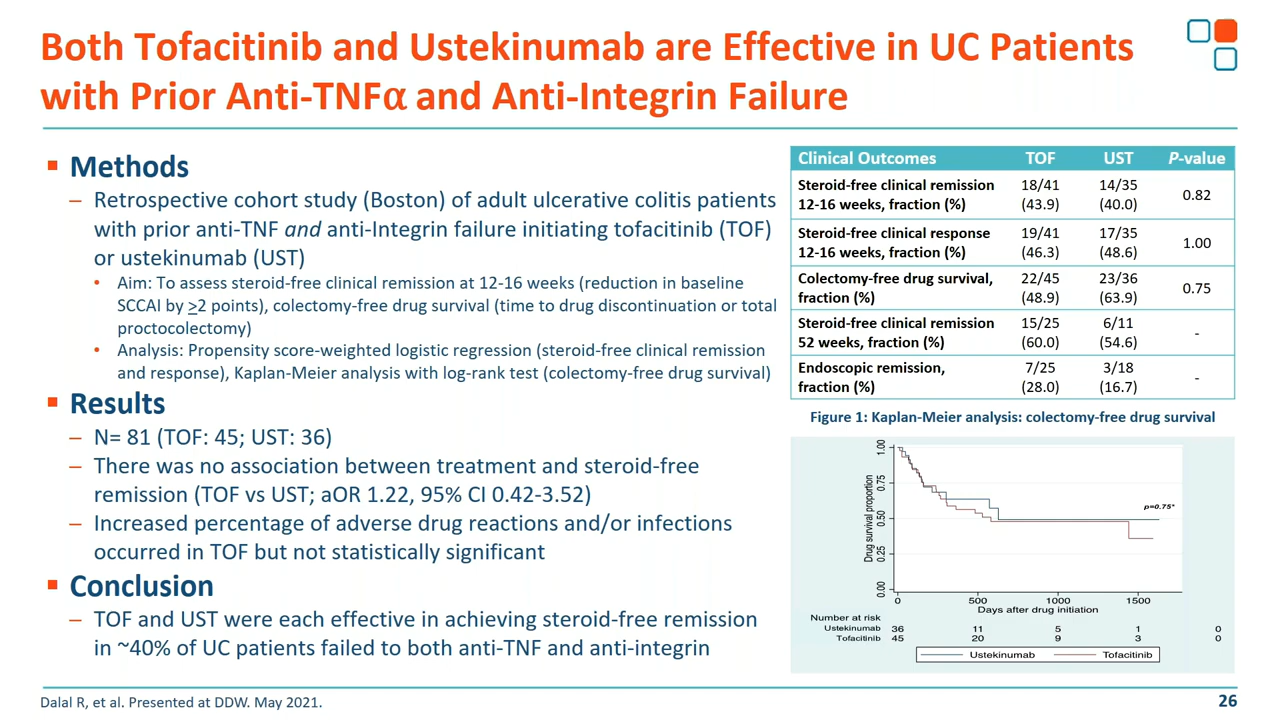 Both Tofacitinib and Ustekinumab are Effective in UC Patients
with Prior Anti-TNFα and Anti-Integrin Failure
▪ Methods
– Retrospective cohort study (Boston) of adult ulcerative colitis patients
with prior anti-TNF and anti-Integrin failure initiating tofacitinib (TOF)
or ustekinumab (UST)
• Aim: To assess steroid-free clinical remission at 12-16 weeks (reduction in baseline
SCCAI by >2 points), colectomy-free drug survival (time to drug discontinuation or total
proctocolectomy)
• Analysis: Propensity score-weighted logistic regression (steroid-free clinical remission
and response), Kaplan-Meier analysis with log-rank test (colectomy-free drug survival)
▪ Results
– N= 81 (TOF: 45; UST: 36)
– There was no association between treatment and steroid-free
remission (TOF vs UST; aOR 1.22, 95% CI 0.42-3.52)
– Increased percentage of adverse drug reactions and/or infections
occurred in TOF but not statistically significant
▪ Conclusion
– TOF and UST were each effective in achieving steroid-free remission
in ~40% of UC patients failed to both anti-TNF and anti-integrin
Clinical Outcomes TOF UST P-value
Steroid-free clinical remission 18/41 14/35 0.82
12-16 weeks, fraction (%) (43.9) (40.0)
Steroid-free clinical response 19/41 17/35 1.00
12-16 weeks, fraction (%) (46.3) (48.6)
Colectomy-free drug survival, 22/45 23/36 0.75
fraction (%) (48.9) (63.9)
Steroid-free clinical remission 15/25 6/11 -
52 weeks, fraction (%) (60.0) (54.6)
Endoscopic remission, 7/25 3/18 -
fraction (%) (28.0) (16.7)
Figure 1: Kaplan-Meier analysis: colectomy-free drug survival
Drug survival proportion
1.00
0.75
0.50
0.25
0.00
p=0.75*
0 500 1000 1500
Days after drug initiation
Number at risk
Ustekinumab 36 11 5 1 0
Tofacitinib 45 20 9 3 0
Ustekinumab Tofacitinib
Dalal R, et al. Presented at DDW. May 2021.
26